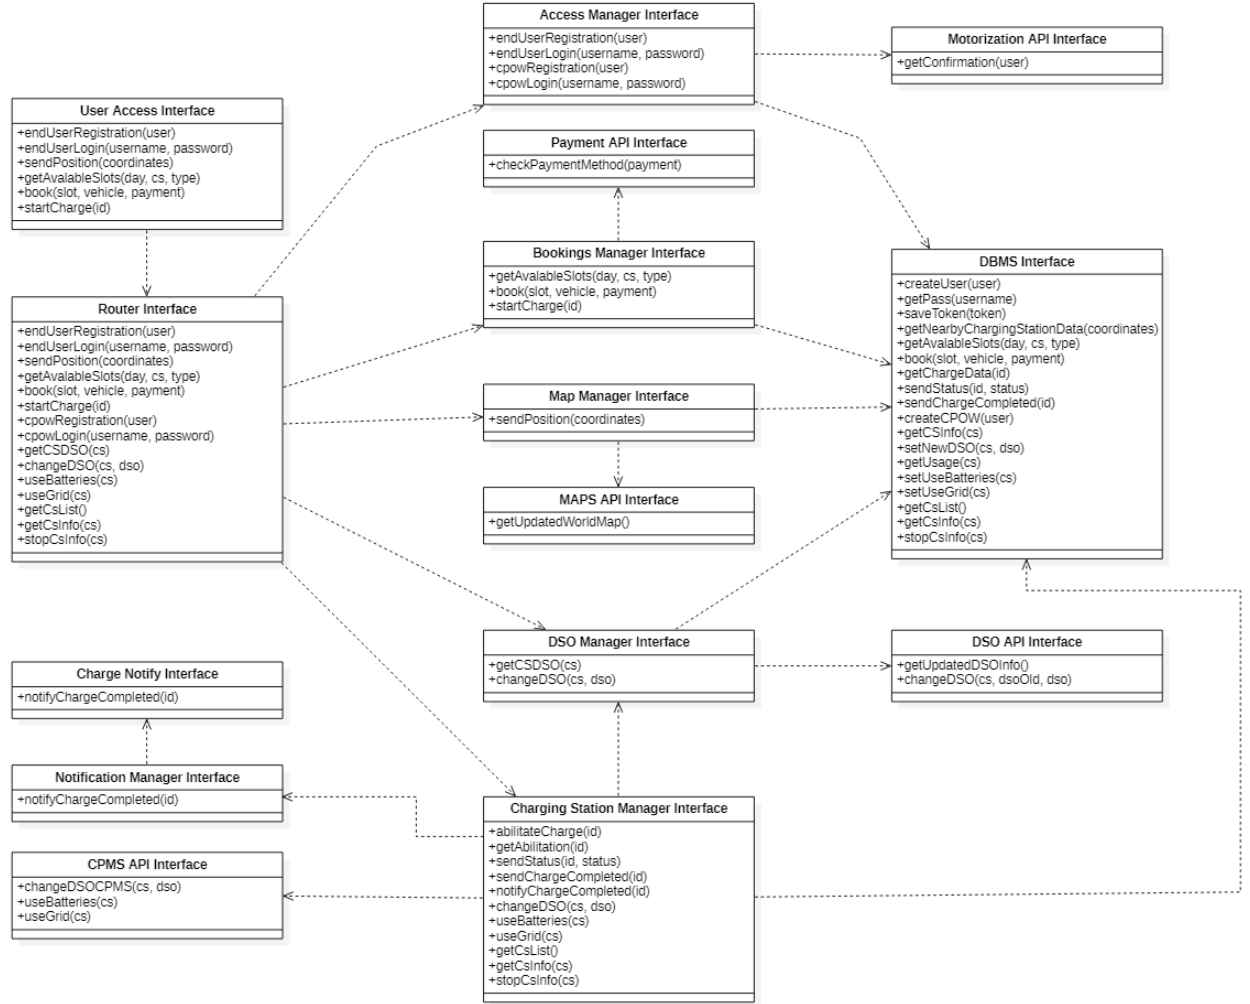 Access Manager Interface
+endUserRegistration(user)
+endUserLogin(username, password)
+cpowRegistration(user)
+cpowLogin(username, password)
Motorization API Interface
+getConfirmation(user)
User Access Interface
+endUserRegistration(user)
+endUserLogin(username, password)
+sendPosition(coordinates)
+getAvalableSlots(day, cs, type)
+book(slot, vehicle, payment)
+startCharge(id)
Payment API Interface
+checkPaymentMethod(payment)
Bookings Manager Interface
+getAvalableSlots(day, cs, type)
+book(slot, vehicle, payment)
+startCharge(id)
DBMS Interface
+createUser(user)
+getPass(username)
+saveToken(token)
+getNearbyChargingStationData(coordinates)
+getAvalableSlots(day, cs, type)
+book(slot, vehicle, payment)
+getChargeData(id)
+sendStatus(id, status)
+sendChargeCompleted(id)
+createCPOW(user)
+getCSInfo(cs)
+setNewDSO(cs, dso)
+getUsage(cs)
+setUseBatteries(cs)
+setUseGrid(cs)
+getCsList()
+getCsInfo(cs)
+stopCsInfo(cs)
Router Interface
+endUserRegistration(user)
+endUserLogin(username, password)
+sendPosition(coordinates)
+getAvalableSlots(day, cs, type)
+book(slot, vehicle, payment)
+startCharge(id)
+cpowRegistration(user)
+cpowLogin(username, password)
+getCSDSO(cs)
+changeDSO(cs, dso)
+useBatteries(cs)
+useGrid(cs)
+getCsList()
+getCsInfo(cs)
+stopCsInfo(cs)
Map Manager Interface
+sendPosition(coordinates)
MAPS API Interface
+getUpdatedWorldMap()
DSO Manager Interface
+getCSDSO(cs)
+changeDSO(cs, dso)
DSO API Interface
+getUpdatedDSOInfo()
+changeDSO(cs, dsoOld, dso)
Charge Notify Interface
+notifyChargeCompleted(id)
Notification Manager Interface
+notifyChargeCompleted(id)
CPMS API Interface
+changeDSOCPMS(cs, dso)
+useBatteries(cs)
+useGrid(cs)
Charging Station Manager Interface
+abilitateCharge(id)
+getAbilitation(id)
+sendStatus(id, status)
+sendChargeCompleted(id)
+notifyChargeCompleted(id)
+changeDSO(cs, dso)
+useBatteries(cs)
+useGrid(cs)
+getCsList()
+getCsInfo(cs)
+stopCsInfo(cs)